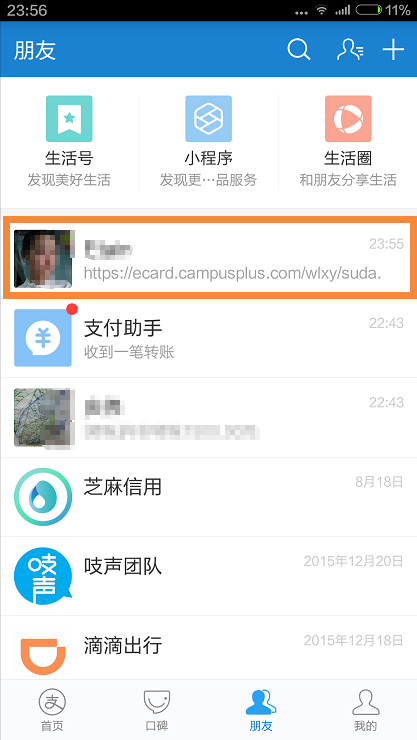 23:56
11%
朋友
生活号
小程序
生活圈
发现美好生活
发现更…品服务
和朋友分享生活
23:55
https://ecard.campusplus.com/wlxy/suda.
支付助手
22:43
收到一笔转账
22:43
芝麻信用
8月18日
吱声
吱声团队
2015年12月20日
滴滴出行
2015年12月18日
支
首页
口碑
朋友
我的